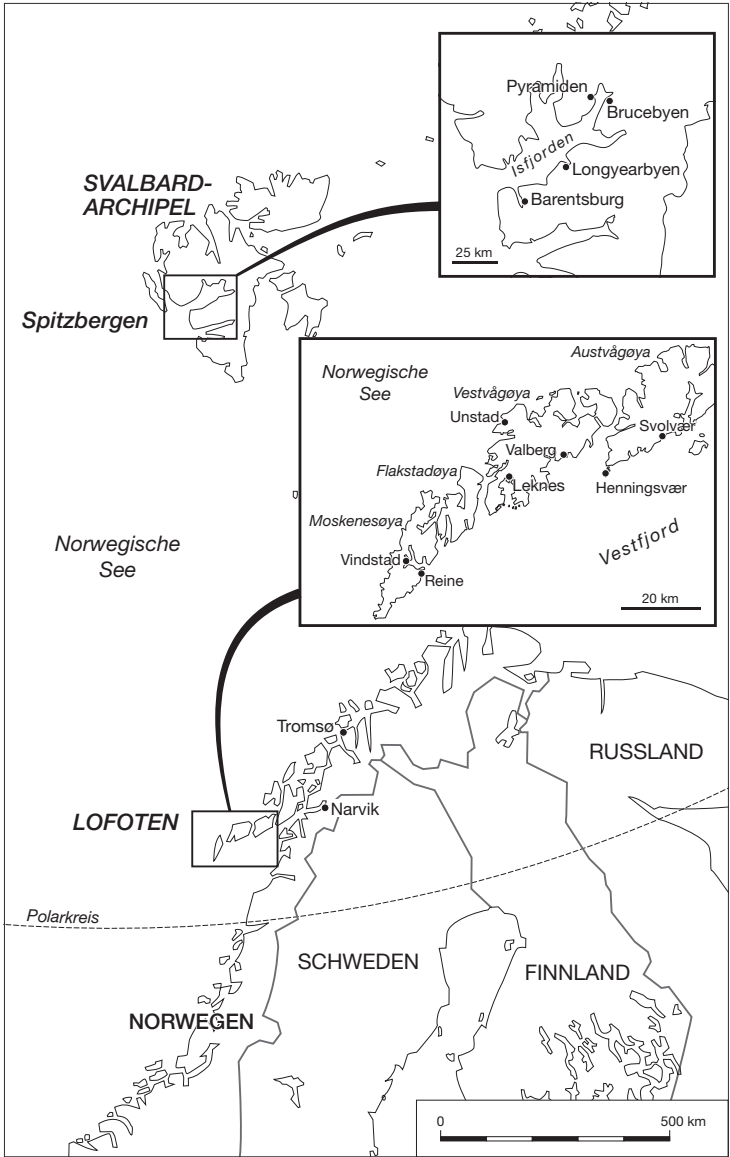 Pyramiden
Brucebyen
Isfjorden
Longyearbyen
Barentsburg
25 km
SVALBARD-
ARCHIPEL
Spitzbergen
Austvågøya
Norwegische
See
Vestvågøya
Unstad
Svolvær
Valberg
Flakstadøya
Leknes
Henningsvær
Moskenesøya
Vestfjord
Vindstad
Reine
20 km
Norwegische
See
Tromsø
RUSSLAND
LOFOTEN
Narvik
Polarkreis
SCHWEDEN
FINNLAND
NORWEGEN
0
500 km